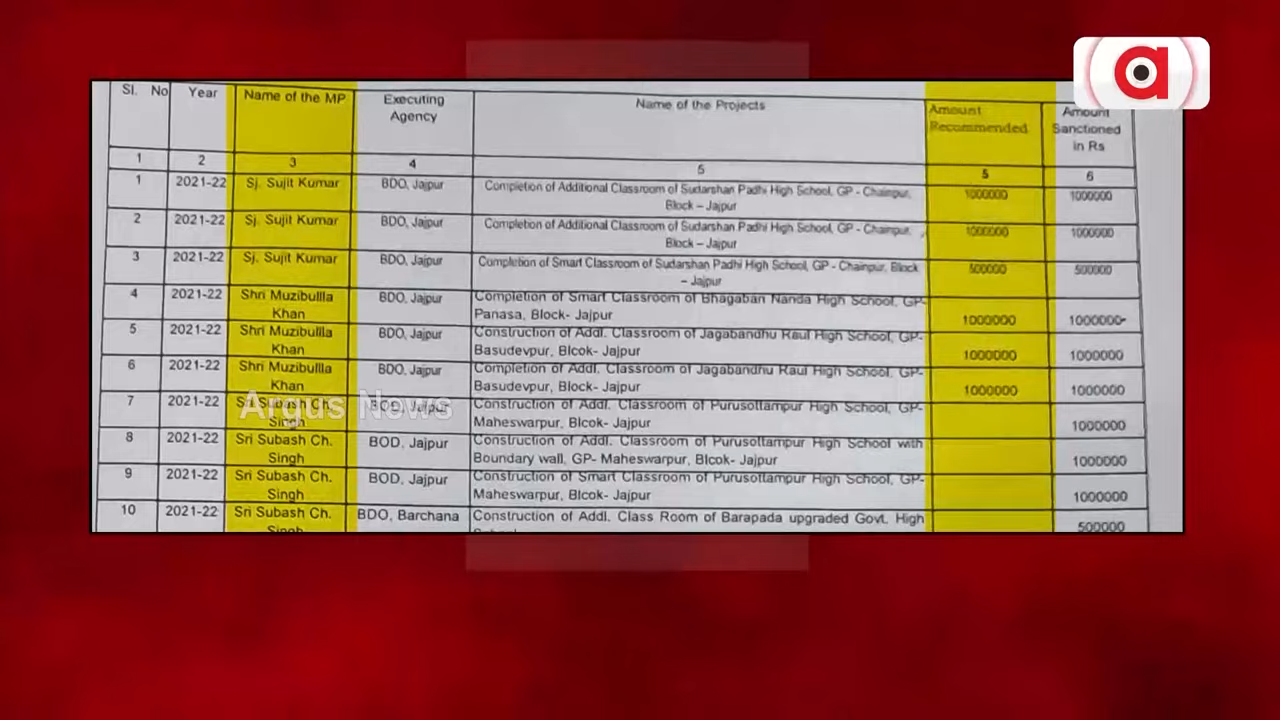 Sl. No Year Name of the MP Executing Agency Name of the Projects Amount Recommended Amount Sanctioned in Rs
1 2 3 4 5 5 6
1 2021-22 Sj. Sujit Kumar BDO, Jajpur Completion of Additional Classroom of Sudarshan Padhi High School, GP - Chainpur, Block – Jajpur 1000000 1000000
2 2021-22 Sj. Sujit Kumar BDO, Jajpur Completion of Additional Classroom of Sudarshan Padhi High School, GP - Chainpur, Block – Jajpur 1000000 1000000
3 2021-22 Sj. Sujit Kumar BDO, Jajpur Completion of Smart Classroom of Sudarshan Padhi High School, GP - Chainpur, Block – Jajpur 500000 500000
4 2021-22 Shri Muzibullla Khan BDO, Jajpur Completion of Smart Classroom of Bhagaban Nanda High School, GP- Panasa, Block- Jajpur 1000000 1000000
5 2021-22 Shri Muzibullla Khan BDO, Jajpur Construction of Addl. Classroom of Jagabandhu Raul High School, GP- Basudevpur, Blcok- Jajpur 1000000 1000000
6 2021-22 Shri Muzibullla Khan BDO, Jajpur Completion of Addl. Classroom of Jagabandhu Raul High School, GP- Basudevpur, Block- Jajpur 1000000 1000000
7 2021-22 Sri Subash Ch. Singh BOD, Jajpur Construction of Addl. Classroom of Purusottampur High School, GP- Maheswarpur, Blcok- Jajpur 1000000
Argus News
8 2021-22 Sri Subash Ch. Singh BOD, Jajpur Construction of Addl. Classroom of Purusottampur High School with Boundary wall, GP- Maheswarpur, Blcok- Jajpur 1000000
9 2021-22 Sri Subash Ch. Singh BOD, Jajpur Construction of Smart Classroom of Purusottampur High School, GP- Maheswarpur, Blcok- Jajpur 1000000
10 2021-22 Sri Subash Ch. Singh BDO, Barchana Construction of Addl. Class Room of Barapada upgraded Govt. High 500000